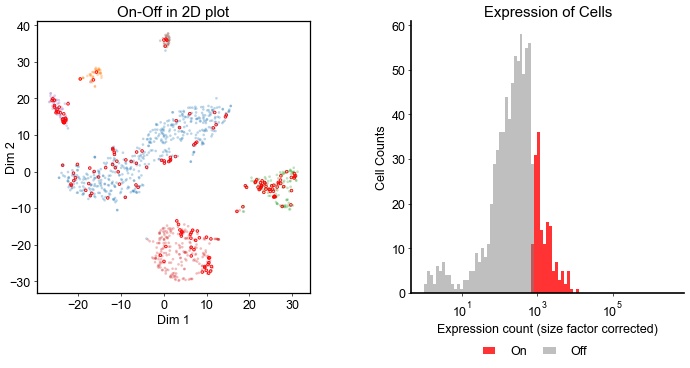 On-Off in 2D plot
Expression of Cells
40
30
20
10
0
−10
−20
−30
Dim 2
−20 −10 0 10 20 30
Dim 1
60
50
40
30
20
10
0
Cell Counts
10¹ 10³ 10⁵
Expression count (size factor corrected)
On Off